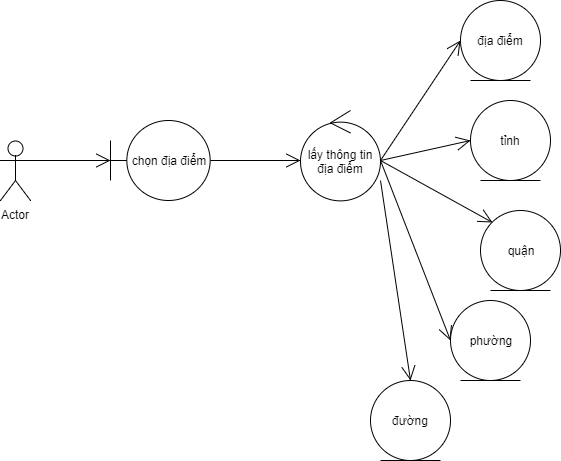 địa điểm
tỉnh
chọn địa điểm
lấy thông tin
địa điểm
Actor
quận
phường
đường